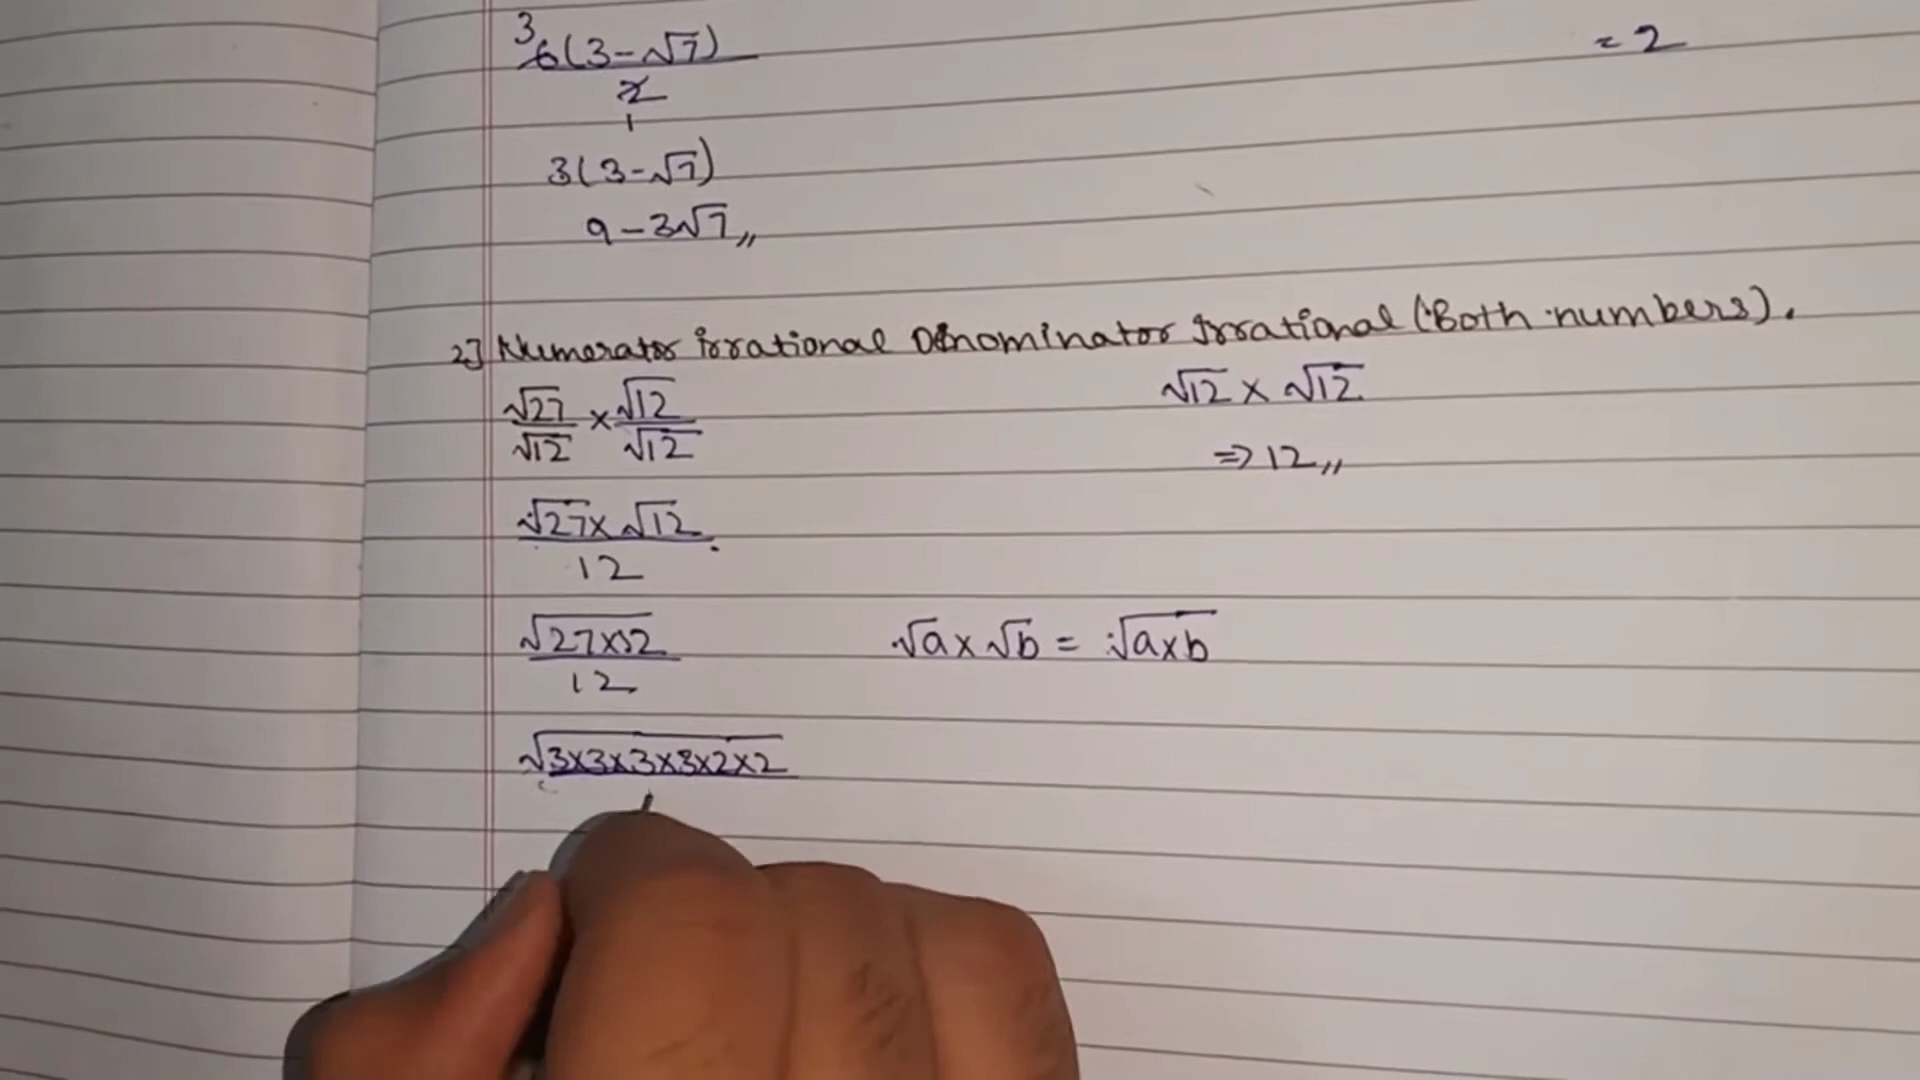 3
6(3-√7) = 2
2
1
3(3-√7)
9-3√7,,
2] Numerator irrational Denominator Irrational (Both numbers).
√27/√12 × √12/√12 √12 × √12
⇒ 12,,
√27 × √12
12
√27×12 √a × √b = √a×b
12
√3×3×3×3×2×2